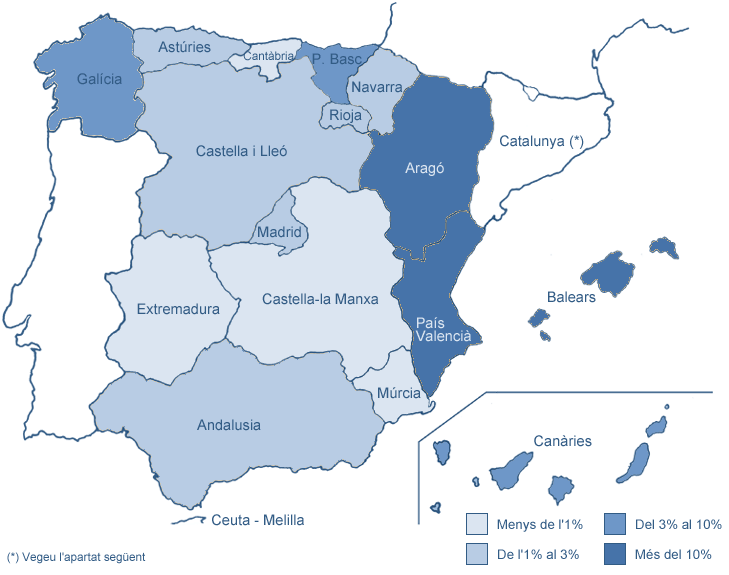 Astúries
Cantàbria
P. Basc
Galícia
Navarra
Rioja
Catalunya (*)
Castella i Lleó
Aragó
Madrid
Balears
Castella-la Manxa
Extremadura
País
Valencià
Múrcia
Andalusia
Canàries
Ceuta - Melilla
Menys de l'1%
Del 3% al 10%
De l'1% al 3%
Més del 10%
(*) Vegeu l'apartat següent